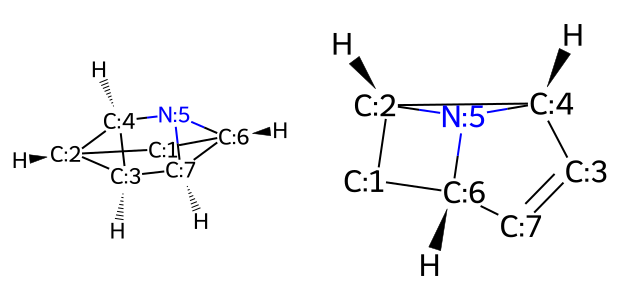 H
C:4 N:5
H C:2 C:1 C:6 H
C:3 C:7
H H
H H
C:2 N:5 C:4
C:1 C:6 C:3
C:7
H